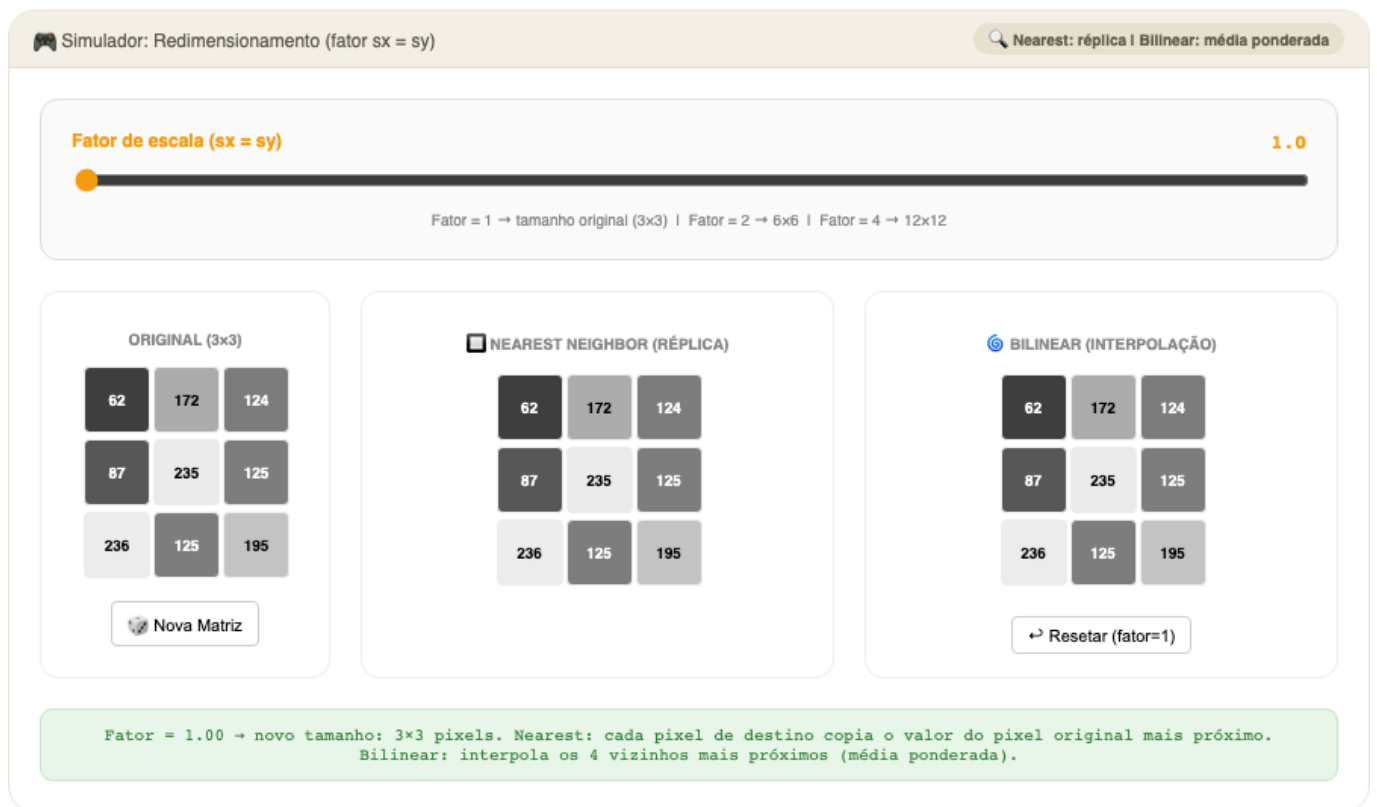 🎮 Simulador: Redimensionamento (fator sx = sy)
🔍 Nearest: réplica | Bilinear: média ponderada
Fator de escala (sx = sy)
1.0
Fator = 1 → tamanho original (3x3) | Fator = 2 → 6x6 | Fator = 4 → 12x12
ORIGINAL (3×3)
62 172 124
87 235 125
236 125 195
🎲 Nova Matriz
🔲 NEAREST NEIGHBOR (RÉPLICA)
62 172 124
87 235 125
236 125 195
🌀 BILINEAR (INTERPOLAÇÃO)
62 172 124
87 235 125
236 125 195
↩ Resetar (fator=1)
Fator = 1.00 → novo tamanho: 3×3 pixels. Nearest: cada pixel de destino copia o valor do pixel original mais próximo.
Bilinear: interpola os 4 vizinhos mais próximos (média ponderada).